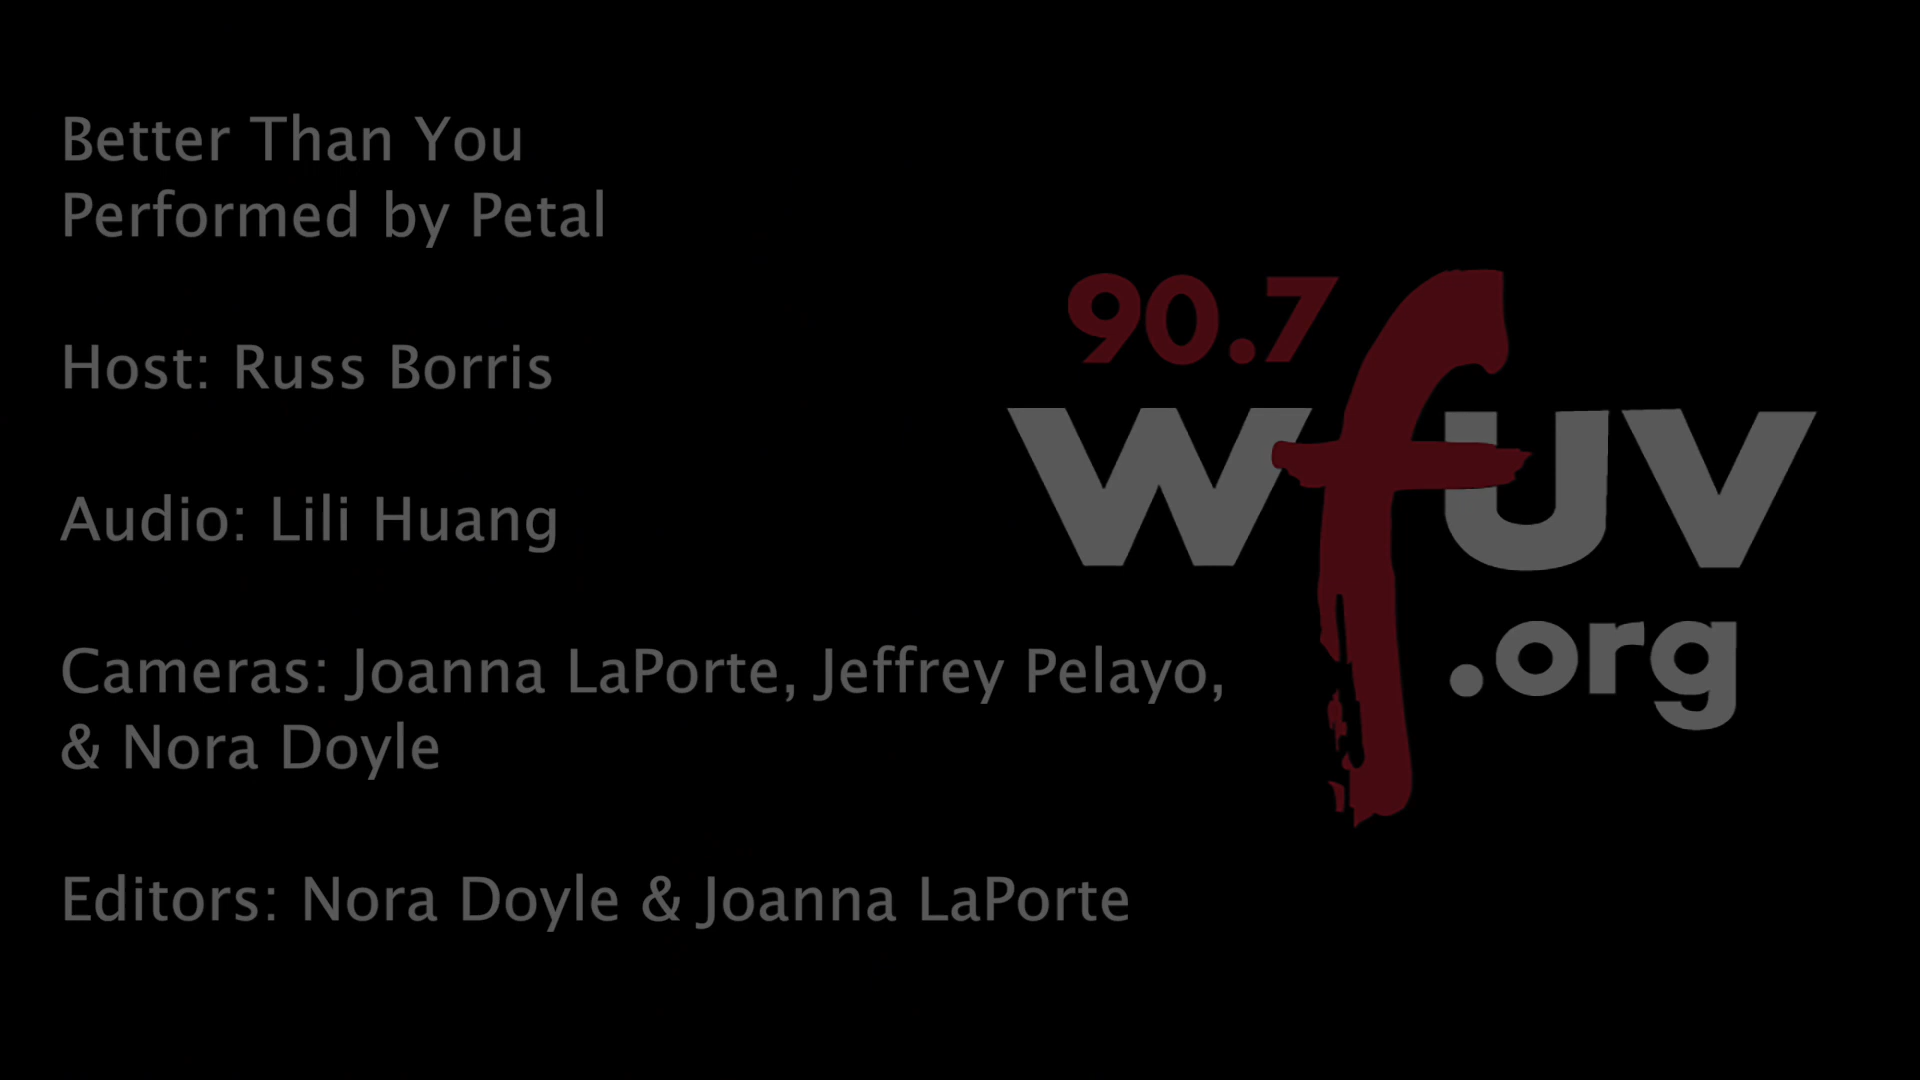 Better Than You
Performed by Petal
Host: Russ Borris
Audio: Lili Huang
Cameras: Joanna LaPorte, Jeffrey Pelayo,
& Nora Doyle
Editors: Nora Doyle & Joanna LaPorte
90.7
wfuv
.org